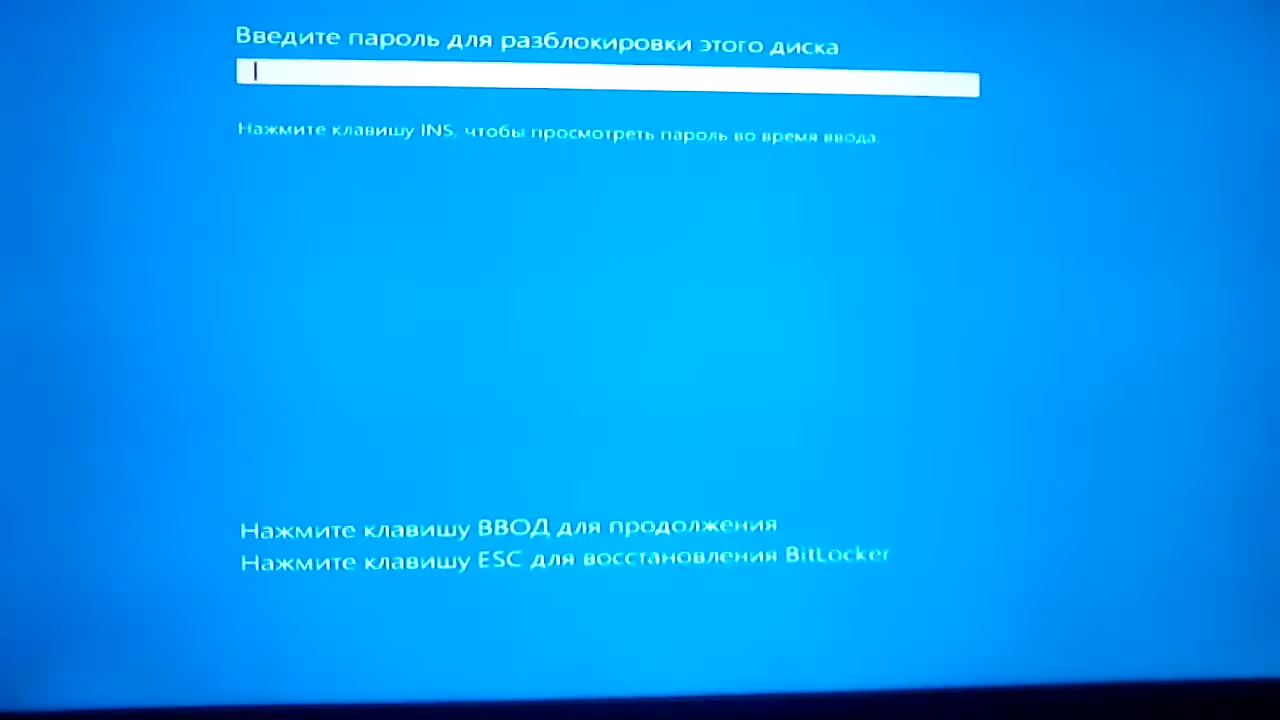 Введите пароль для разблокировки этого диска
Нажмите клавишу INS, чтобы просмотреть пароль во время ввода.
Нажмите клавишу ВВОД для продолжения
Нажмите клавишу ESC для восстановления BitLocker